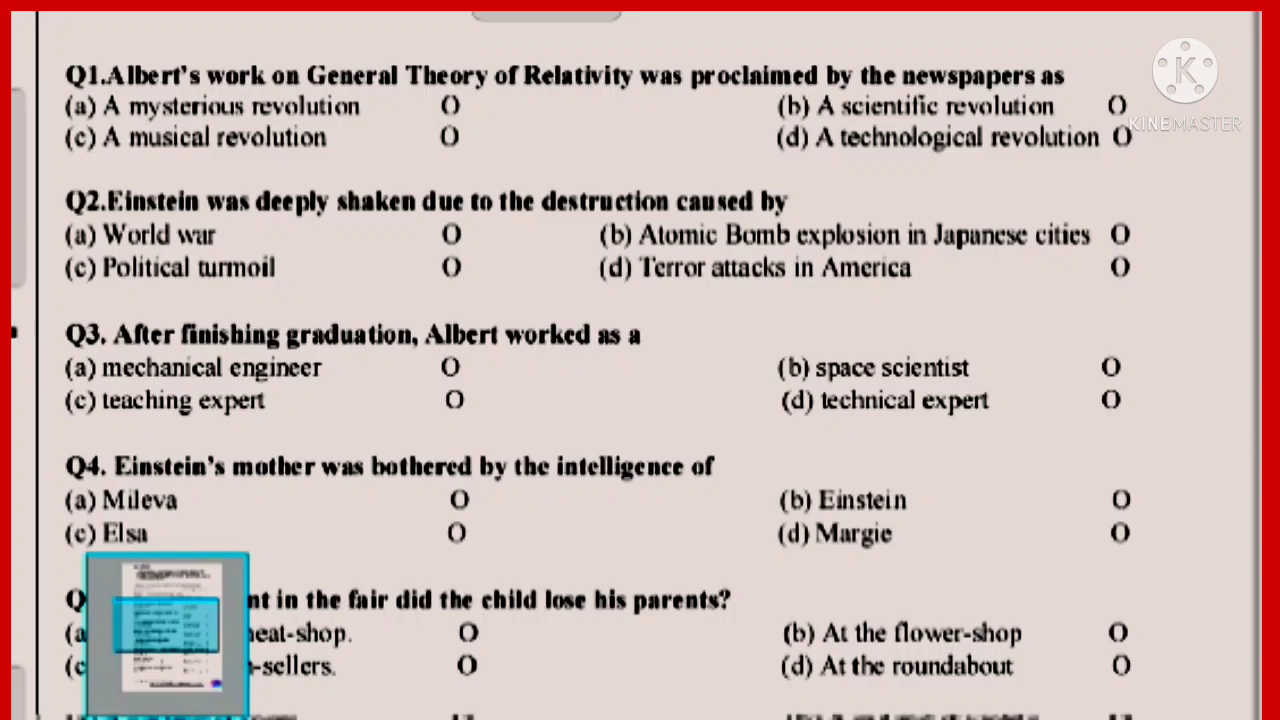 Q1.Albert's work on General Theory of Relativity was proclaimed by the newspapers as
(a) A mysterious revolution O (b) A scientific revolution O
(c) A musical revolution O (d) A technological revolution O
Q2.Einstein was deeply shaken due to the destruction caused by
(a) World war O (b) Atomic Bomb explosion in Japanese cities O
(c) Political turmoil O (d) Terror attacks in America O
Q3. After finishing graduation, Albert worked as a
(a) mechanical engineer O (b) space scientist O
(c) teaching expert O (d) technical expert O
Q4. Einstein's mother was bothered by the intelligence of
(a) Mileva O (b) Einstein O
(c) Elsa O (d) Margie O
in the fair did the child lose his parents?
O (b) At the flower-shop O
-sellers. O (d) At the roundabout O
K
KINEMASTER